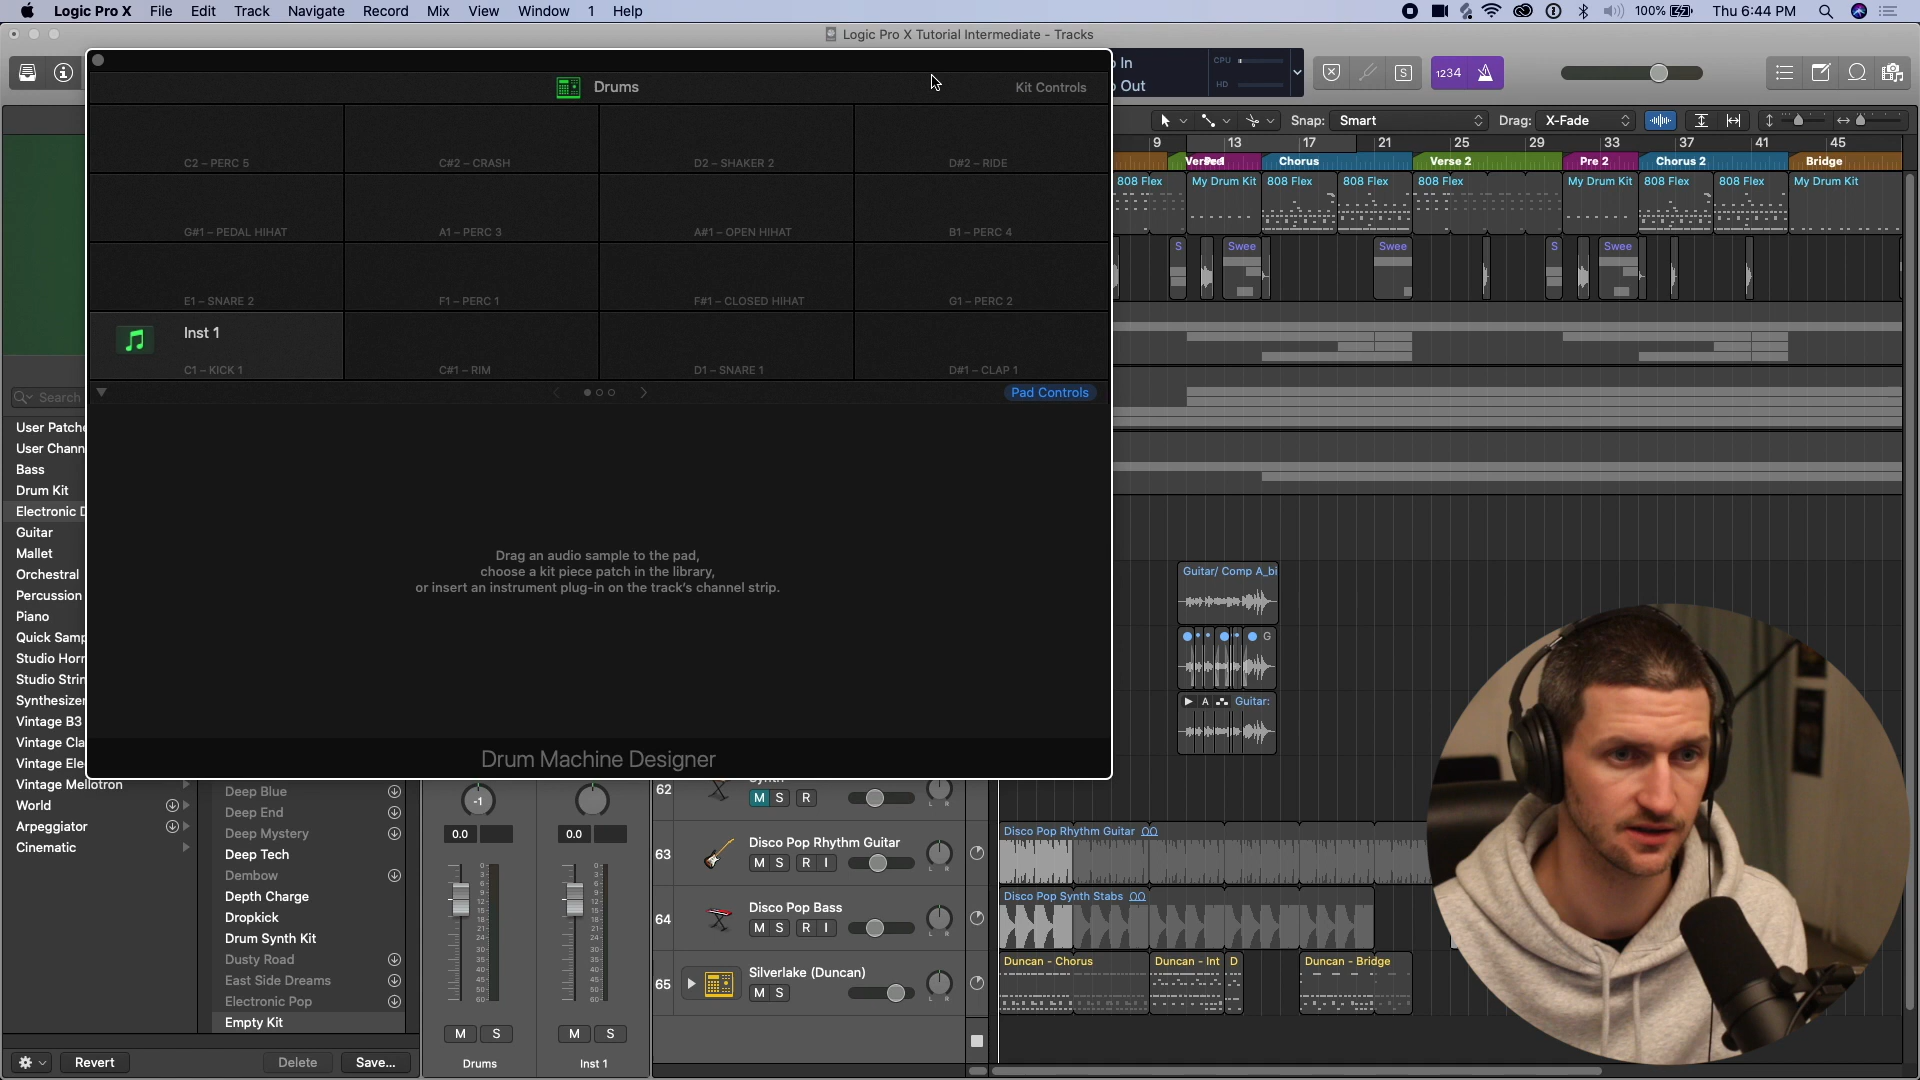 Logic Pro X File Edit Track Navigate Record Mix View Window 1 Help
100% Thu 6:44 PM
Logic Pro X Tutorial Intermediate - Tracks
In
Out
CPU
HD
S
1234
Drums
Kit Controls
C2 – PERC 5
C#2 – CRASH
D2 – SHAKER 2
D#2 – RIDE
G#1 – PEDAL HIHAT
A1 – PERC 3
A#1 – OPEN HIHAT
B1 – PERC 4
E1 – SNARE 2
F1 – PERC 1
F#1 – CLOSED HIHAT
G1 – PERC 2
Inst 1
C1 – KICK 1
C#1 – RIM
D1 – SNARE 1
D#1 – CLAP 1
Pad Controls
Drag an audio sample to the pad,
choose a kit piece patch in the library,
or insert an instrument plug-in on the track's channel strip.
Drum Machine Designer
Snap: Smart
Drag: X-Fade
9 13 17 21 25 29 33 37 41 45
Chorus Verse 2 Pre 2 Chorus 2 Bridge
808 Flex My Drum Kit 808 Flex 808 Flex 808 Flex My Drum Kit 808 Flex 808 Flex My Drum Kit
S Swee Swee S Swee
Guitar/ Comp A_bi
G
A Guitar:
Search
User Patche
User Chann
Bass
Drum Kit
Electronic D
Guitar
Mallet
Orchestral
Percussion
Piano
Quick Samp
Studio Horr
Studio Strin
Synthesizer
Vintage B3
Vintage Cla
Vintage Ele
Vintage Mellotron
World
Arpeggiator
Cinematic
Deep Blue
Deep End
Deep Mystery
Deep Tech
Dembow
Depth Charge
Dropkick
Drum Synth Kit
Dusty Road
East Side Dreams
Electronic Pop
Empty Kit
Revert
Delete
Save...
-1
0.0
0.0
M S
M S
Drums
Inst 1
62
M S R
L R
63
Disco Pop Rhythm Guitar
M S R I
L R
64
Disco Pop Bass
M S R I
L R
65
Silverlake (Duncan)
M S
L R
Disco Pop Rhythm Guitar
Disco Pop Synth Stabs
Duncan - Chorus
Duncan - Int
D
Duncan - Bridge